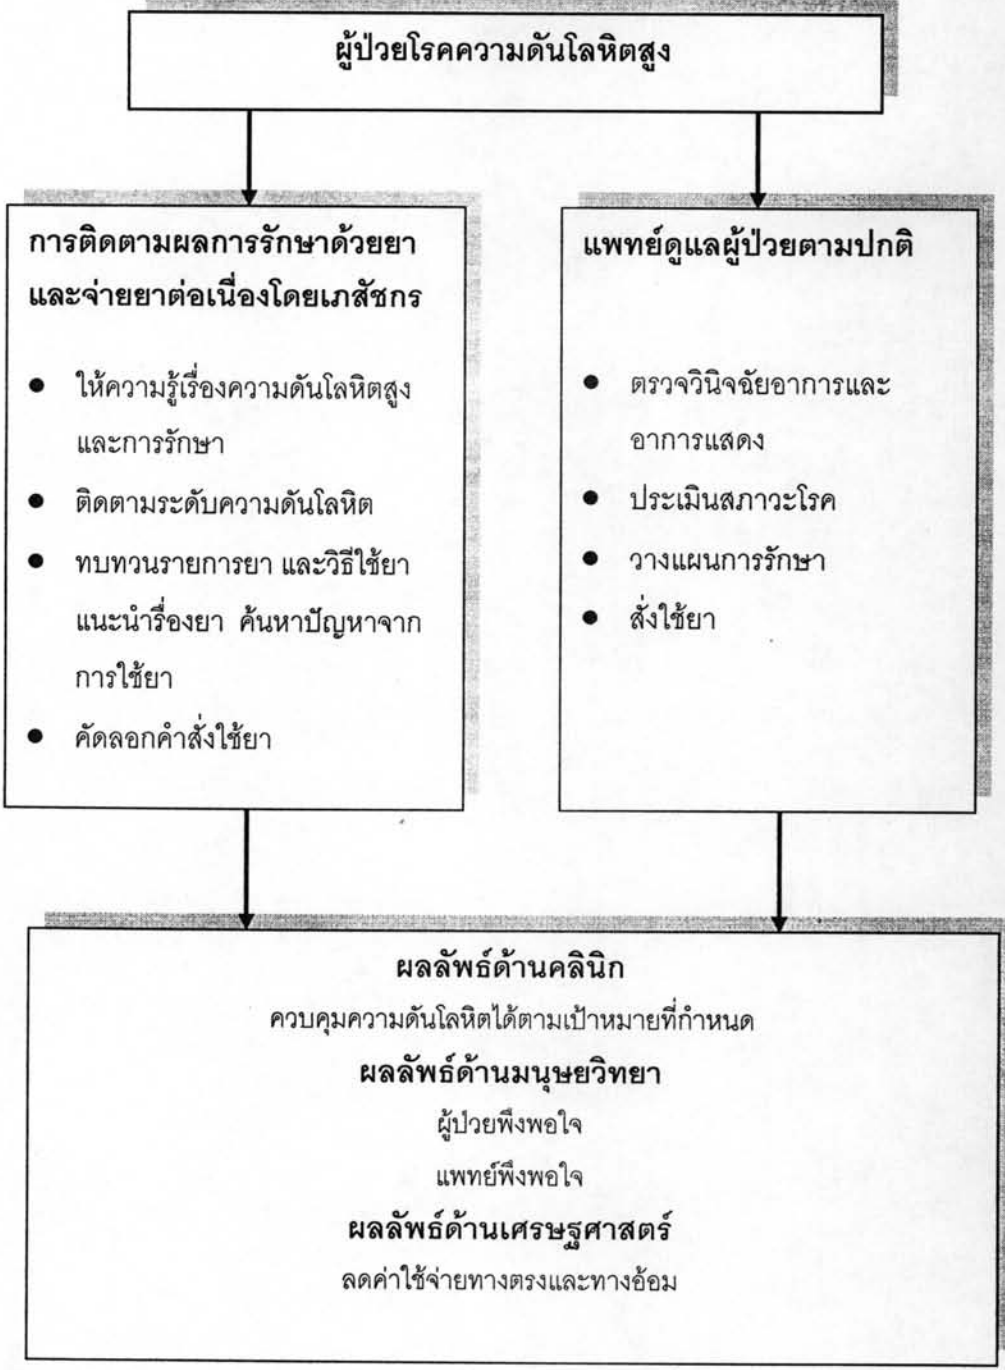 ผู้ป่วยโรคความดันโลหิตสูง
การติดตามผลการรักษาด้วยยา
และจ่ายยาต่อเนื่องโดยเภสัชกร
● ให้ความรู้เรื่องความดันโลหิตสูง
และการรักษา
● ติดตามระดับความดันโลหิต
● ทบทวนรายการยา และวิธีใช้ยา
แนะนำรื่องยา ค้นหาปัญหาจาก
การใช้ยา
● คัดลอกคำสั่งใช้ยา
แพทย์ดูแลผู้ป่วยตามปกติ
● ตรวจวินิจฉัยอาการและ
อาการแสดง
● ประเมินสภาวะโรค
● วางแผนการรักษา
● สั่งใช้ยา
ผลลัพธ์ด้านคลินิก
ควบคุมความดันโลหิตได้ตามเป้าหมายที่กำหนด
ผลลัพธ์ด้านมนุษยวิทยา
ผู้ป่วยพึงพอใจ
แพทย์พึงพอใจ
ผลลัพธ์ด้านเศรษฐศาสตร์
ลดค่าใช้จ่ายทางตรงและทางอ้อม